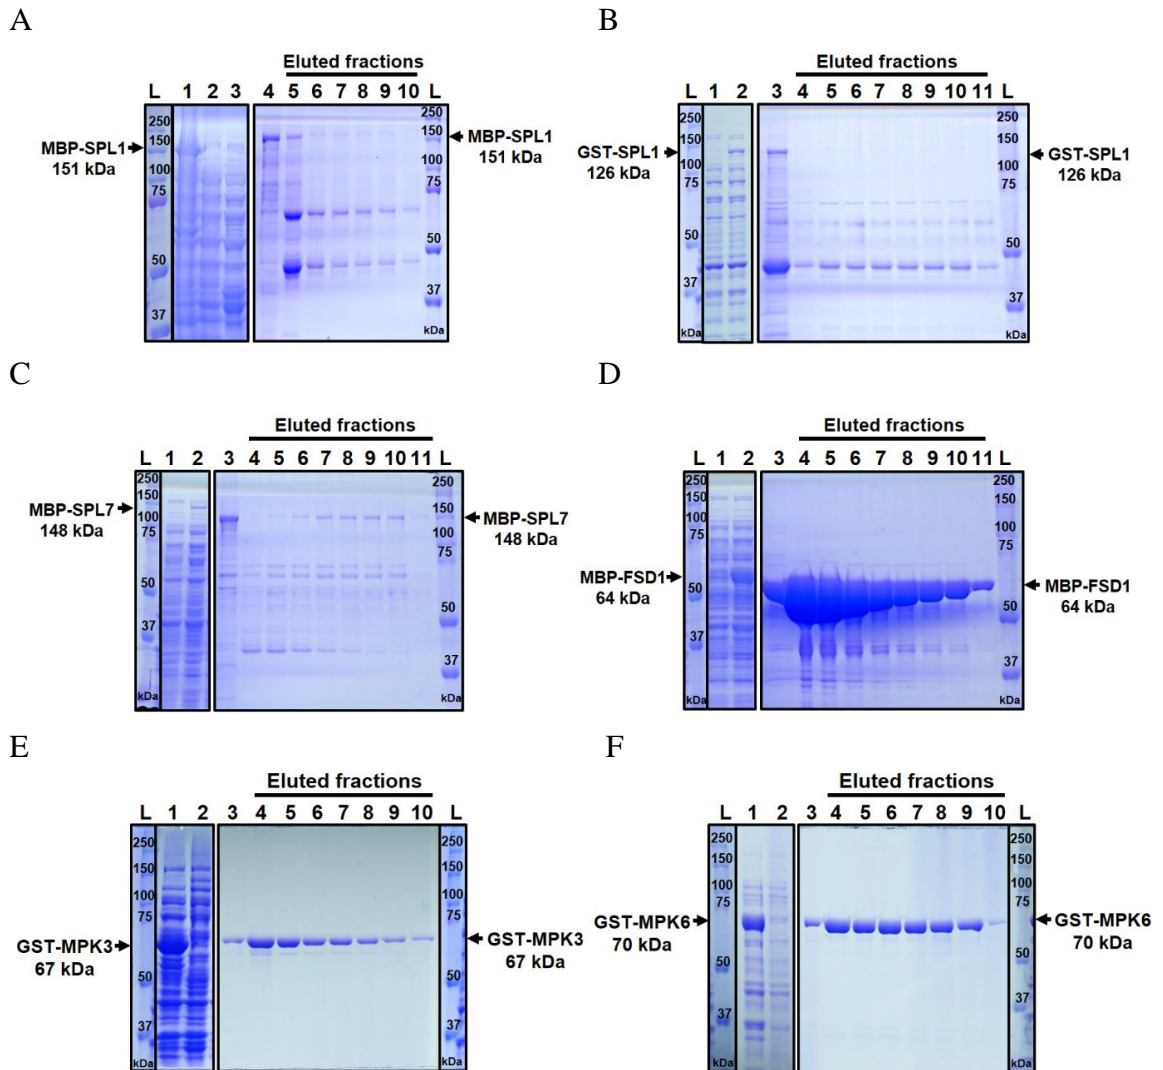 A
B
Eluted fractions
L 1 2 3 4 5 6 7 8 9 10 L
250
150
100
75
50
37
kDa
MBP-SPL1
151 kDa
250
150
100
75
50
37
kDa
MBP-SPL1
151 kDa
Eluted fractions
L 1 2 3 4 5 6 7 8 9 10 11 L
250
150
100
75
50
37
kDa
GST-SPL1
126 kDa
250
150
100
75
50
37
kDa
GST-SPL1
126 kDa
C
D
Eluted fractions
L 1 2 3 4 5 6 7 8 9 10 11 L
250
150
100
75
50
37
kDa
MBP-SPL7
148 kDa
250
150
100
75
50
37
kDa
MBP-SPL7
148 kDa
Eluted fractions
L 1 2 3 4 5 6 7 8 9 10 11 L
250
150
100
75
50
37
kDa
MBP-FSD1
64 kDa
250
150
100
75
50
37
kDa
MBP-FSD1
64 kDa
E
F
Eluted fractions
L 1 2 3 4 5 6 7 8 9 10 L
250
150
100
75
50
37
kDa
GST-MPK3
67 kDa
250
150
100
75
50
37
kDa
GST-MPK3
67 kDa
Eluted fractions
L 1 2 3 4 5 6 7 8 9 10 L
250
150
100
75
50
37
kDa
GST-MPK6
70 kDa
250
150
100
75
50
37
kDa
GST-MPK6
70 kDa